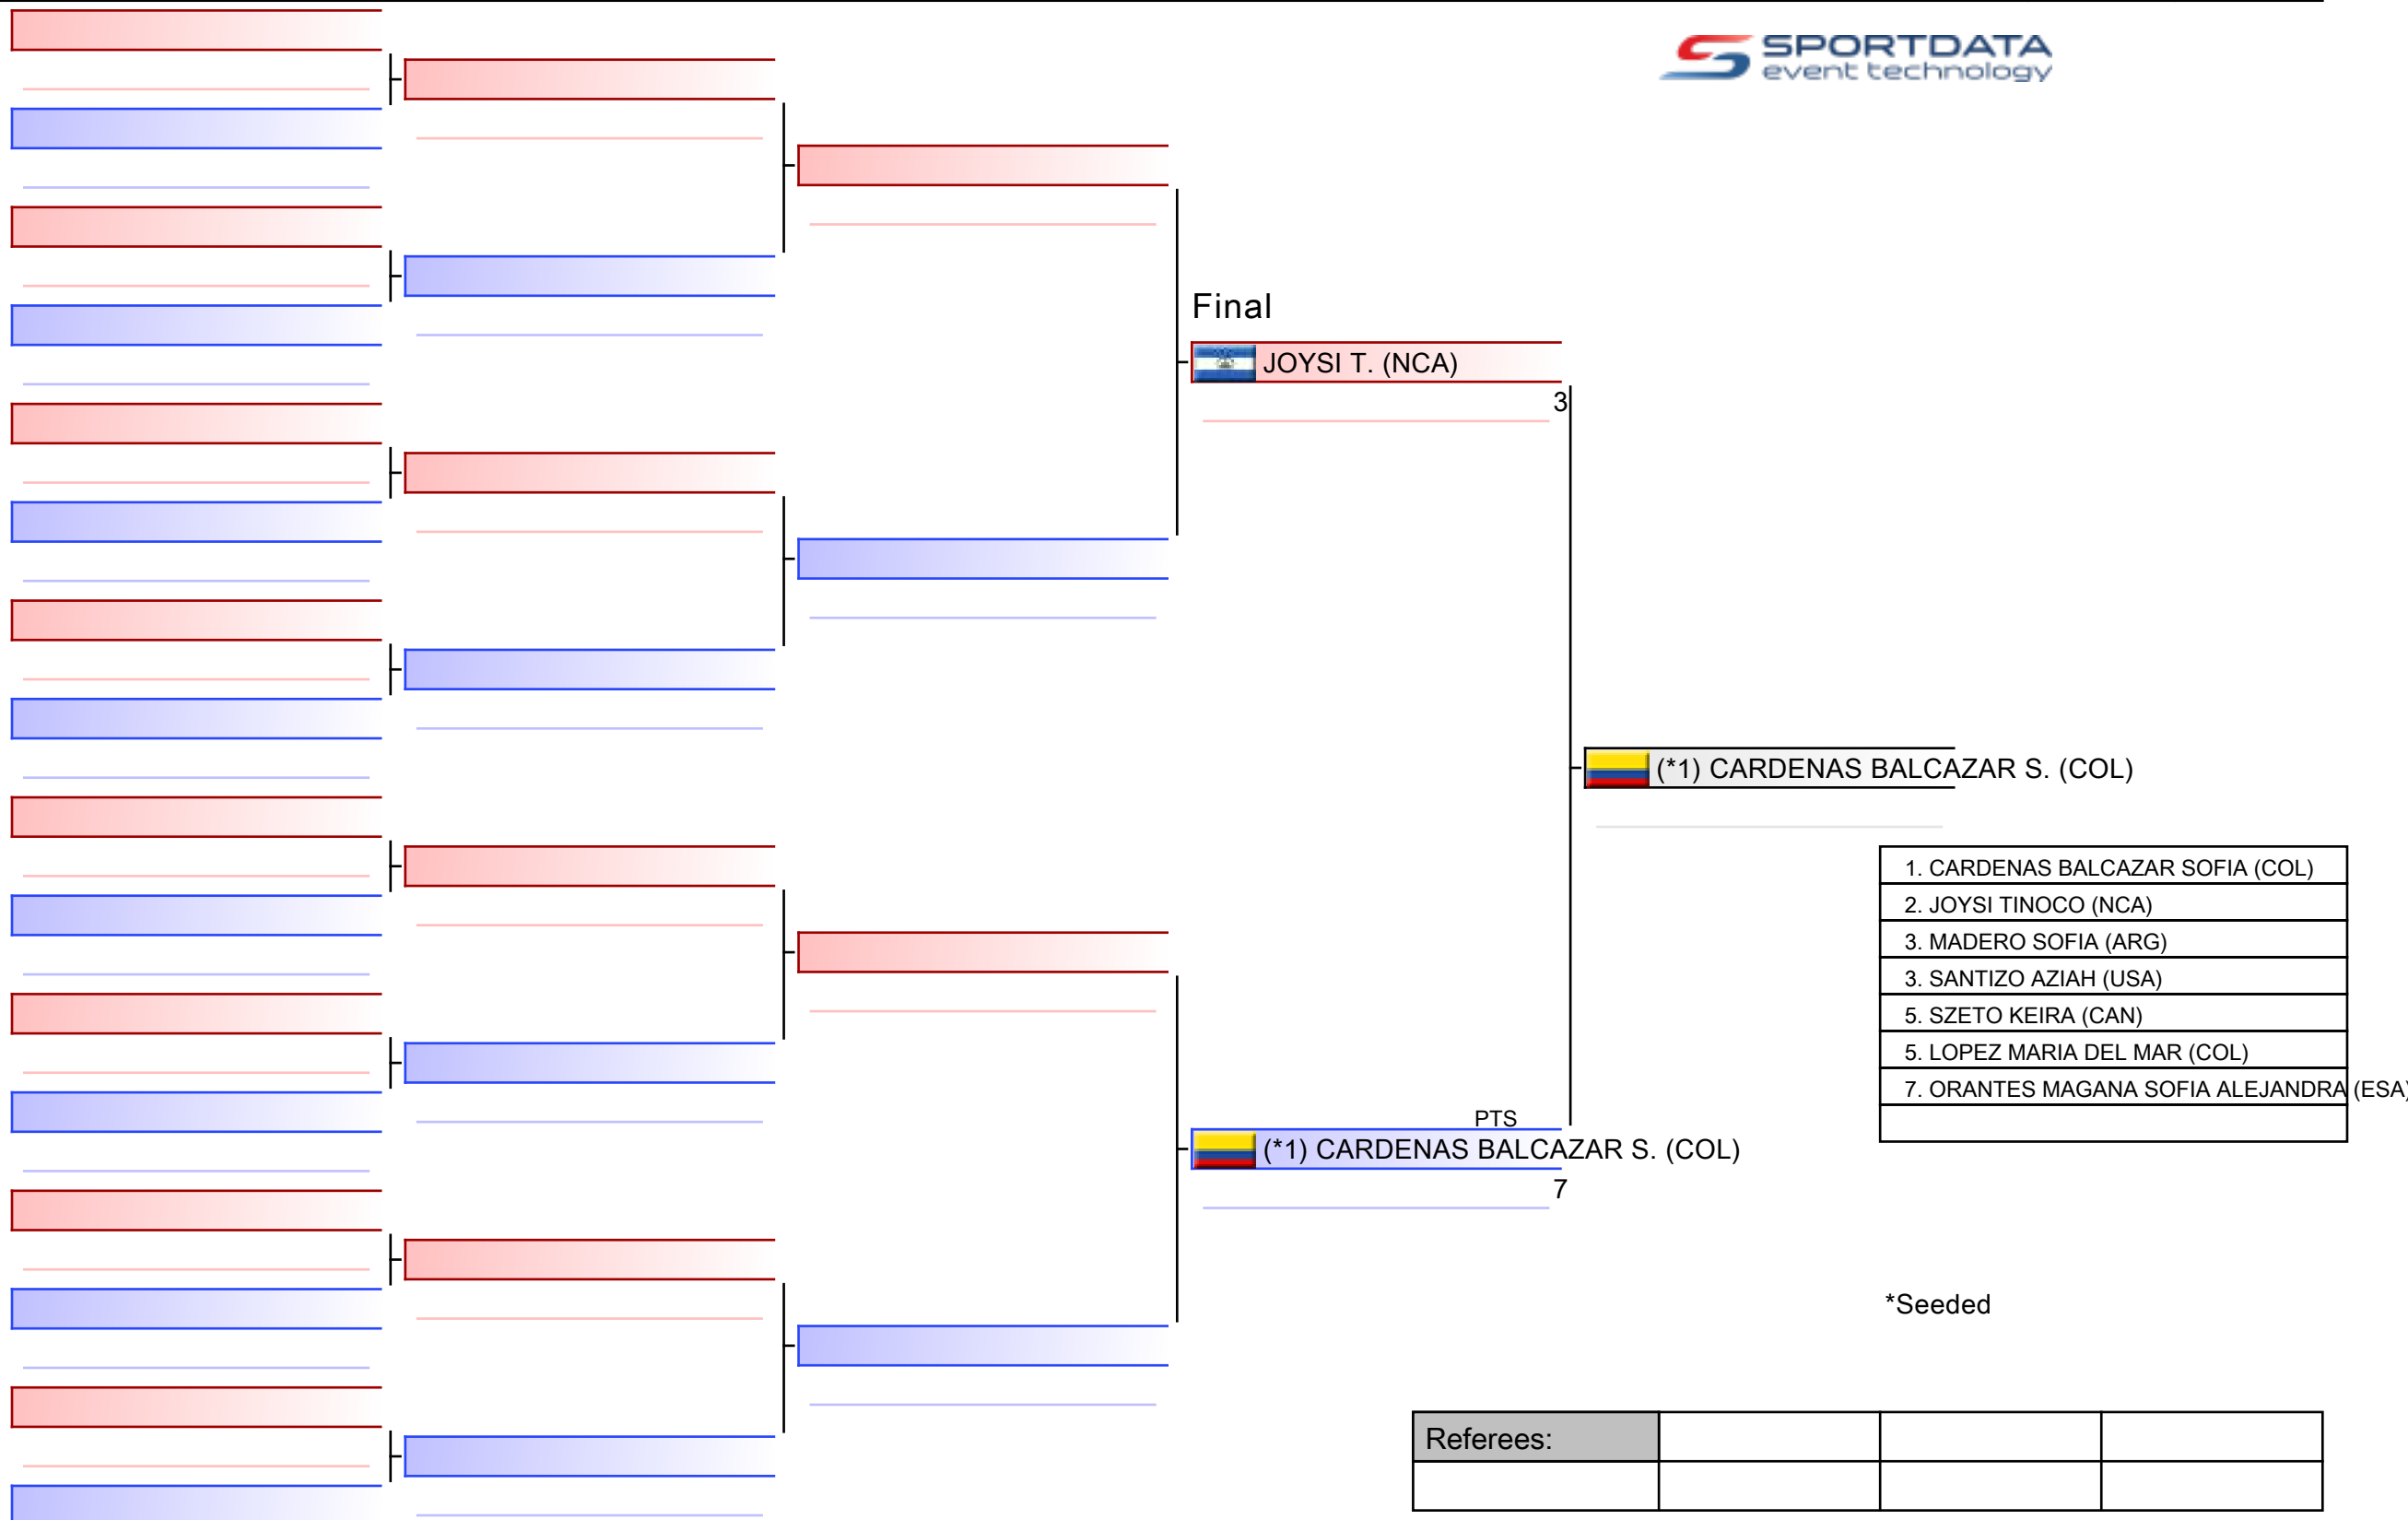 SPORTDATA
event technology
Final
JOYSI T. (NCA)
3
(*1) CARDENAS BALCAZAR S. (COL)
1. CARDENAS BALCAZAR SOFIA (COL)
2. JOYSI TINOCO (NCA)
3. MADERO SOFIA (ARG)
3. SANTIZO AZIAH (USA)
5. SZETO KEIRA (CAN)
5. LOPEZ MARIA DEL MAR (COL)
7. ORANTES MAGANA SOFIA ALEJANDRA (ESA)
PTS
(*1) CARDENAS BALCAZAR S. (COL)
7
*Seeded
Referees: